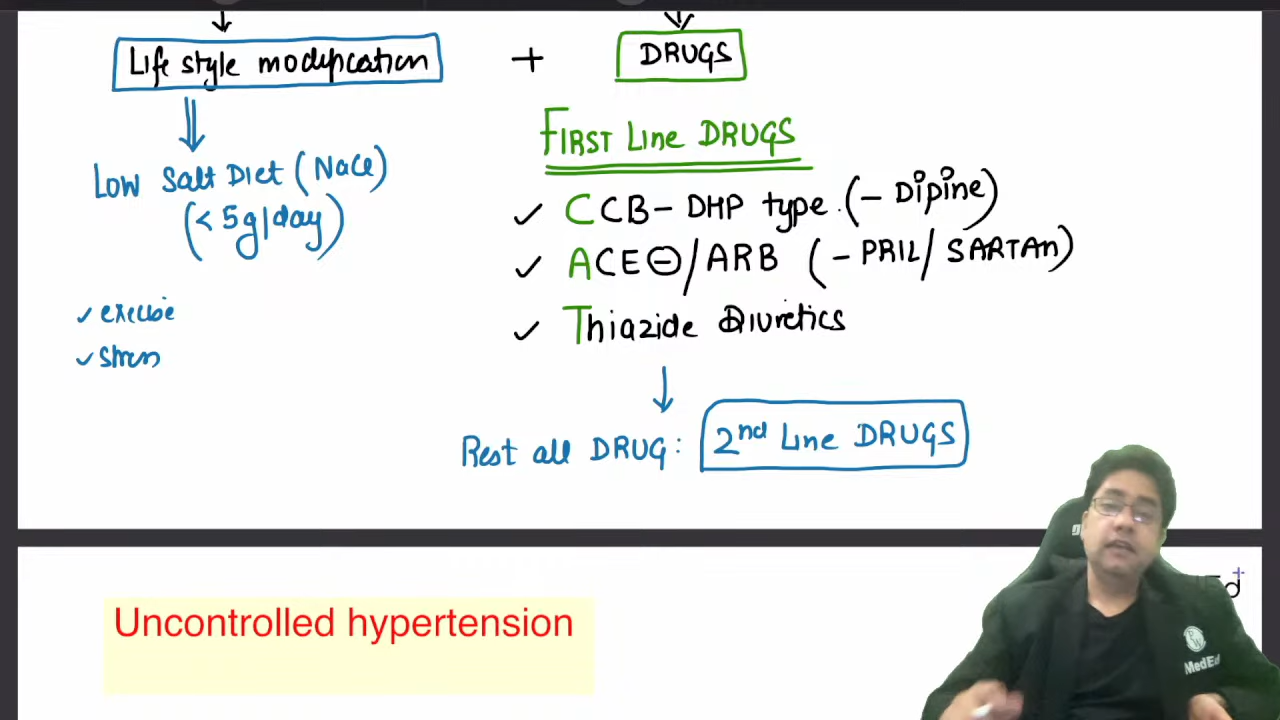 Life style modification + DRUGS
FIRST LINE DRUGS
Low Salt Diet (NaCl)
(< 5g/day)
✓ CCB - DHP type (- Dipine)
✓ ACE⊖/ARB (- PRIL/ SARTAN)
✓ Thiazide Diuretics
✓ exercise
✓ stress
Rest all DRUG: 2nd Line DRUGS
Uncontrolled hypertension
MedEd